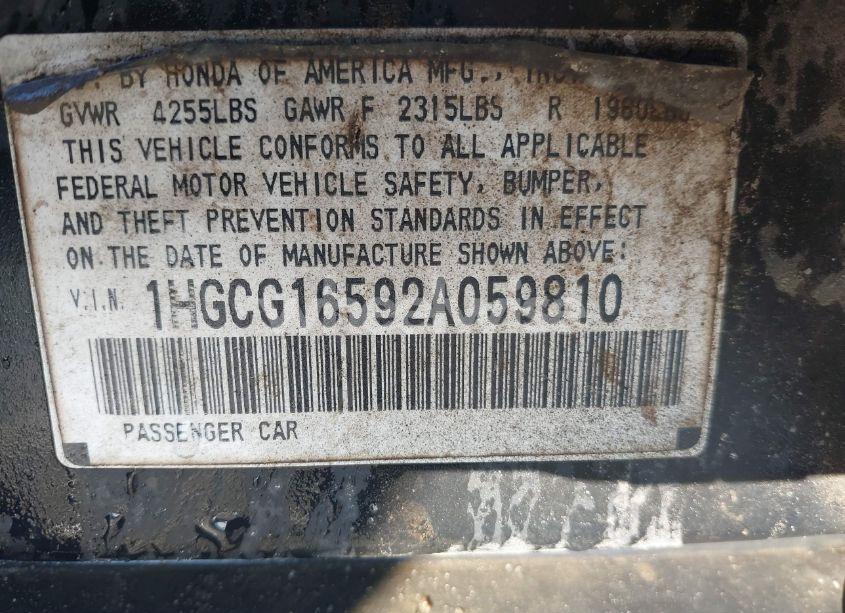 BY HONDA OF AMERICA MFG., INC.
GVWR 4255LBS GAWR F 2315LBS R
THIS VEHICLE CONFORMS TO ALL APPLICABLE
FEDERAL MOTOR VEHICLE SAFETY, BUMPER,
AND THEFT PREVENTION STANDARDS IN EFFECT
ON THE DATE OF MANUFACTURE SHOWN ABOVE:
V.I.N. 1HGCG16592A059810
PASSENGER CAR